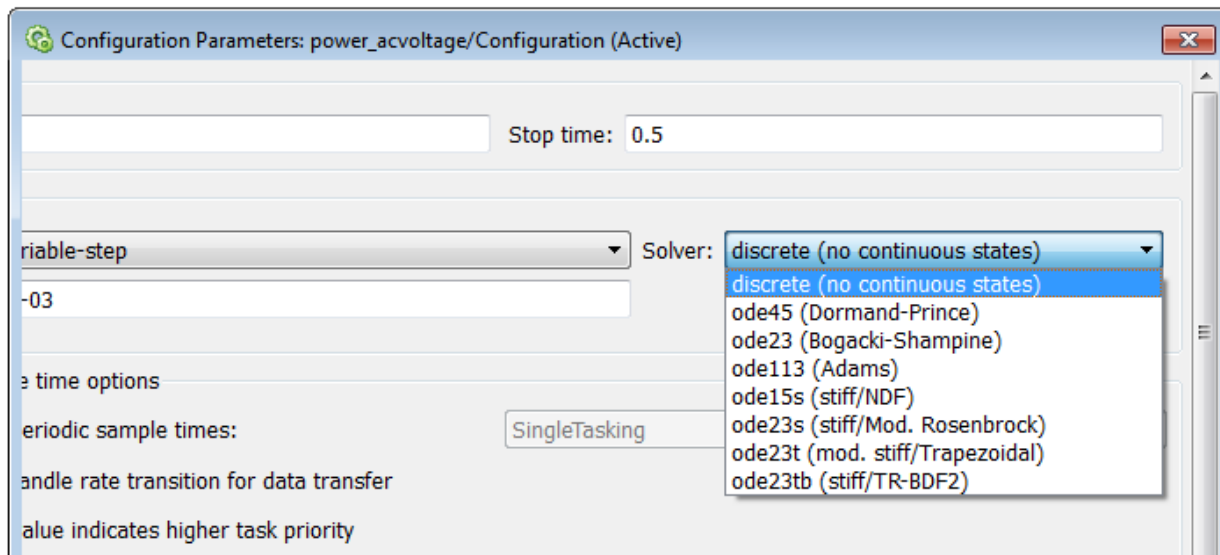 Configuration Parameters: power_acvoltage/Configuration (Active)
Stop time: 0.5
riable-step Solver: discrete (no continuous states)
discrete (no continuous states)
-03
ode45 (Dormand-Prince)
ode23 (Bogacki-Shampine)
ode113 (Adams)
e time options
ode15s (stiff/NDF)
eriodic sample times: SingleTasking
ode23s (stiff/Mod. Rosenbrock)
ode23t (mod. stiff/Trapezoidal)
andle rate transition for data transfer
ode23tb (stiff/TR-BDF2)
alue indicates higher task priority